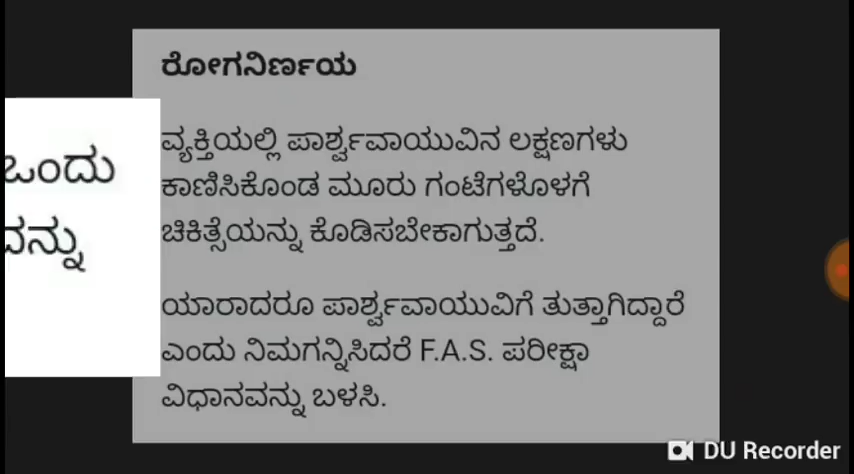 ರೋಗನಿರ್ಣಯ
ವ್ಯಕ್ತಿಯಲ್ಲಿ ಪಾರ್ಶ್ವವಾಯುವಿನ ಲಕ್ಷಣಗಳು
ಕಾಣಿಸಿಕೊಂಡ ಮೂರು ಗಂಟೆಗಳೊಳಗೆ
ಚಿಕಿತ್ಸೆಯನ್ನು ಕೊಡಿಸಬೇಕಾಗುತ್ತದೆ.
ಯಾರಾದರೂ ಪಾರ್ಶ್ವವಾಯುವಿಗೆ ತುತ್ತಾಗಿದ್ದಾರೆ
ಎಂದು ನಿಮಗನ್ನಿಸಿದರೆ F.A.S. ಪರೀಕ್ಷಾ
ವಿಧಾನವನ್ನು ಬಳಸಿ.
ಒಂದು
ವನ್ನು
DU Recorder